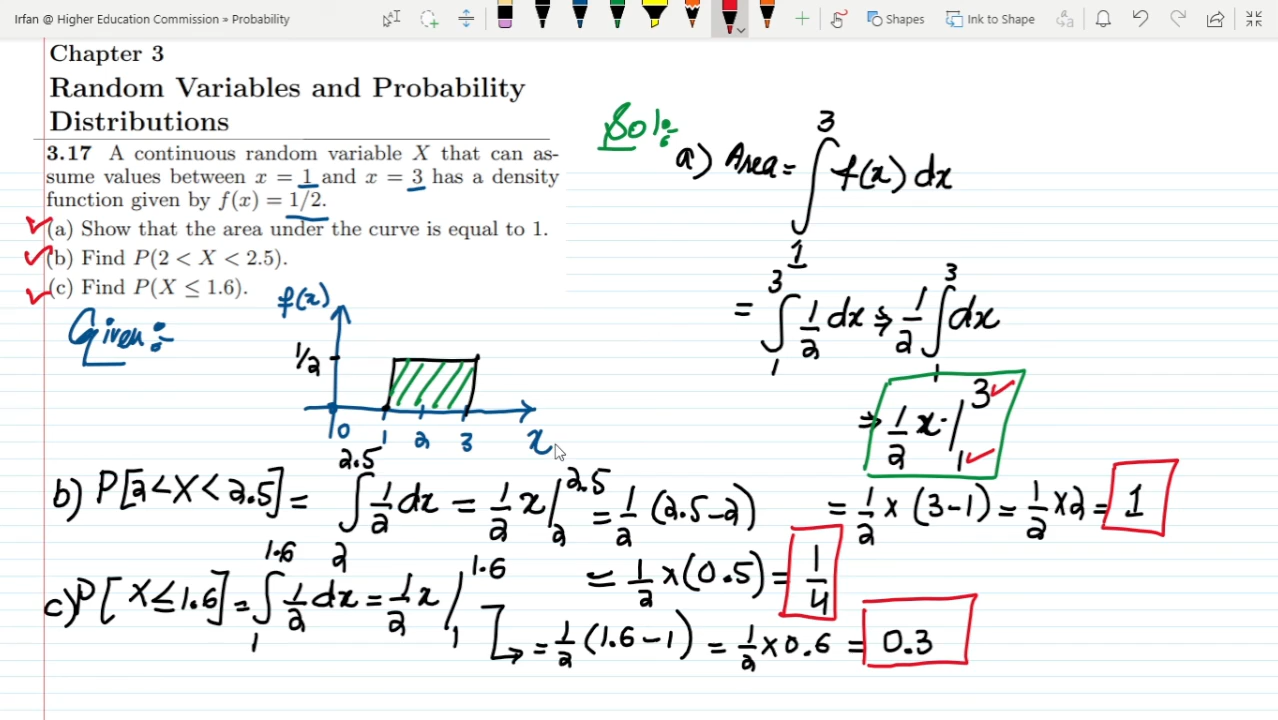 Irfan @ Higher Education Commission » Probability
Shapes
Ink to Shape
Chapter 3
Random Variables and Probability
Distributions
3.17 A continuous random variable X that can as-
sume values between x = 1 and x = 3 has a density
function given by f(x) = 1/2.
(a) Show that the area under the curve is equal to 1.
(b) Find P(2 < X < 2.5).
(c) Find P(X ≤ 1.6).
Given:-
f(x)
1/2
0 1 2 3 x
Sol:-
a) Area = ∫₁³ f(x) dx
= ∫₁³ 1/2 dx ⇒ 1/2 ∫₁³ dx
⇒ 1/2 x · |₁³
= 1/2 × (3-1) = 1/2 × 2 = 1
b) P[2<X<2.5] = ∫₂^2.5 1/2 dx = 1/2 x |₂^2.5 = 1/2 (2.5-2)
= 1/2 × (0.5) = 1/4
c) P[X ≤ 1.6] = ∫₁^1.6 1/2 dx = 1/2 x |₁^1.6
= 1/2 (1.6-1) = 1/2 × 0.6 = 0.3